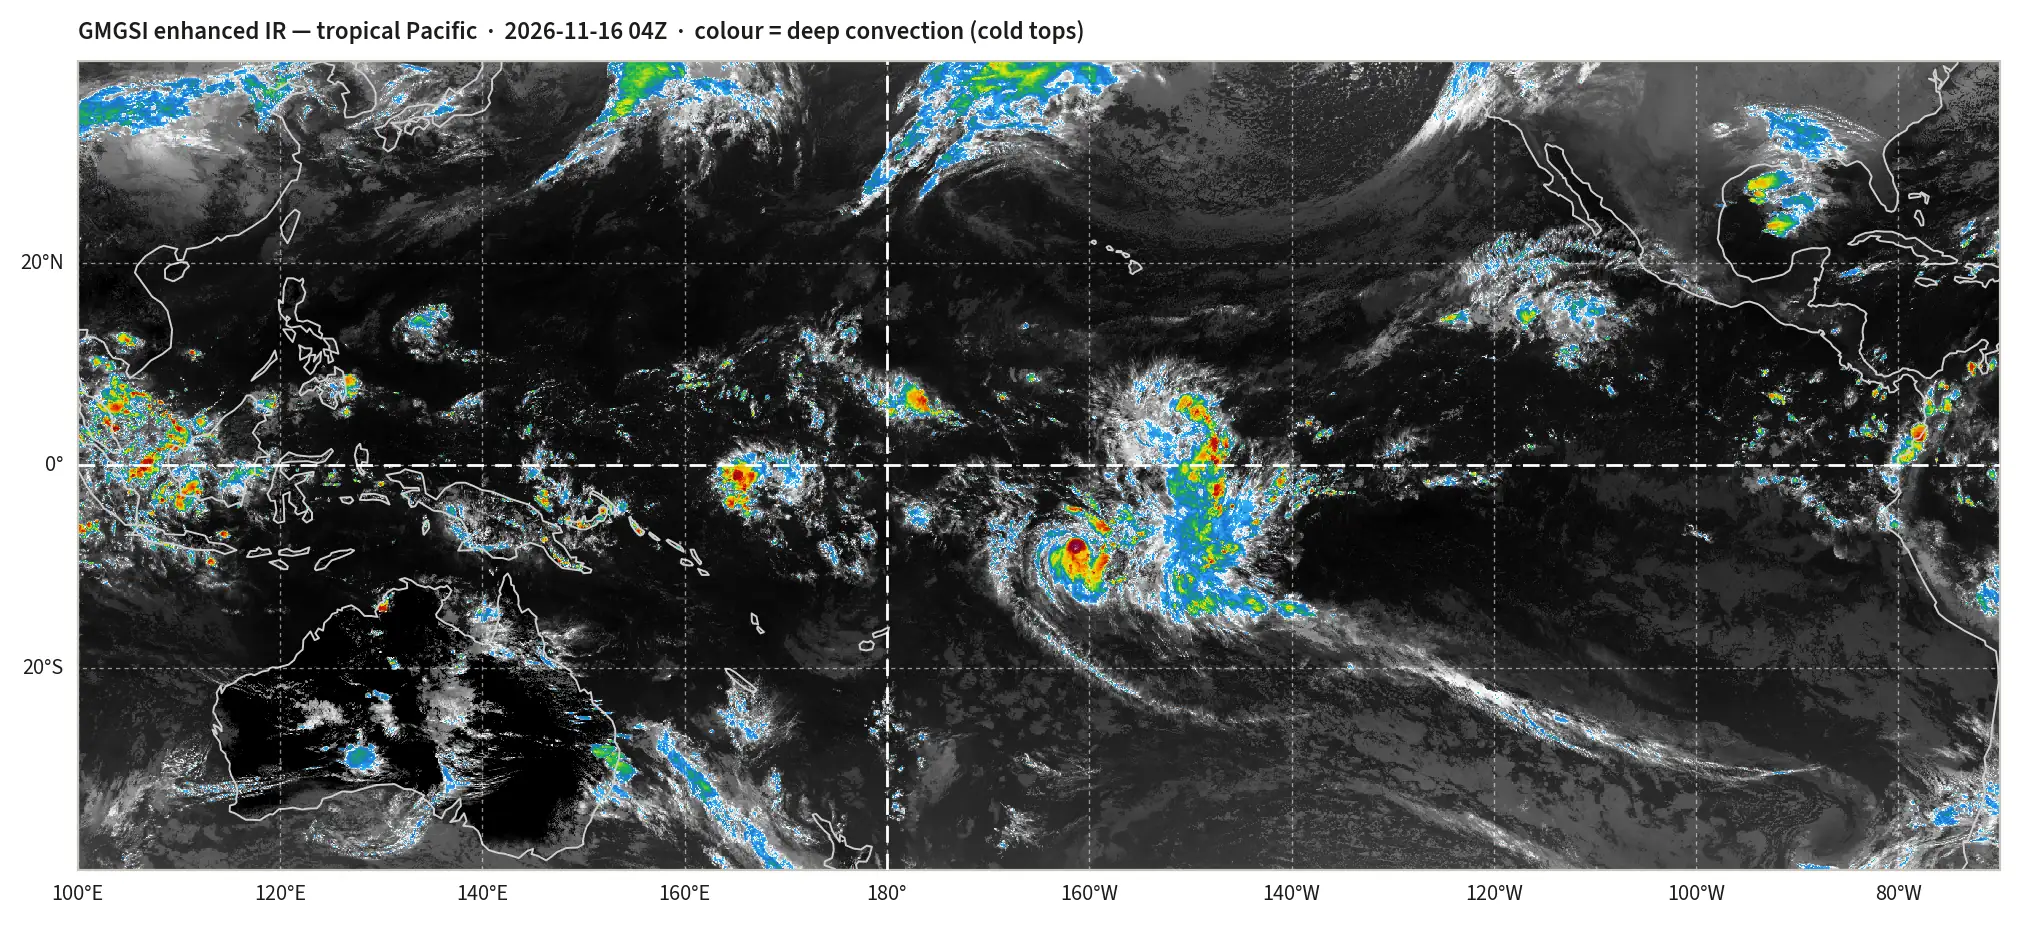 GMGSI enhanced IR — tropical Pacific · 2026-11-16 04Z · colour = deep convection (cold tops)
20°N
0°
20°S
100°E 120°E 140°E 160°E 180° 160°W 140°W 120°W 100°W 80°W